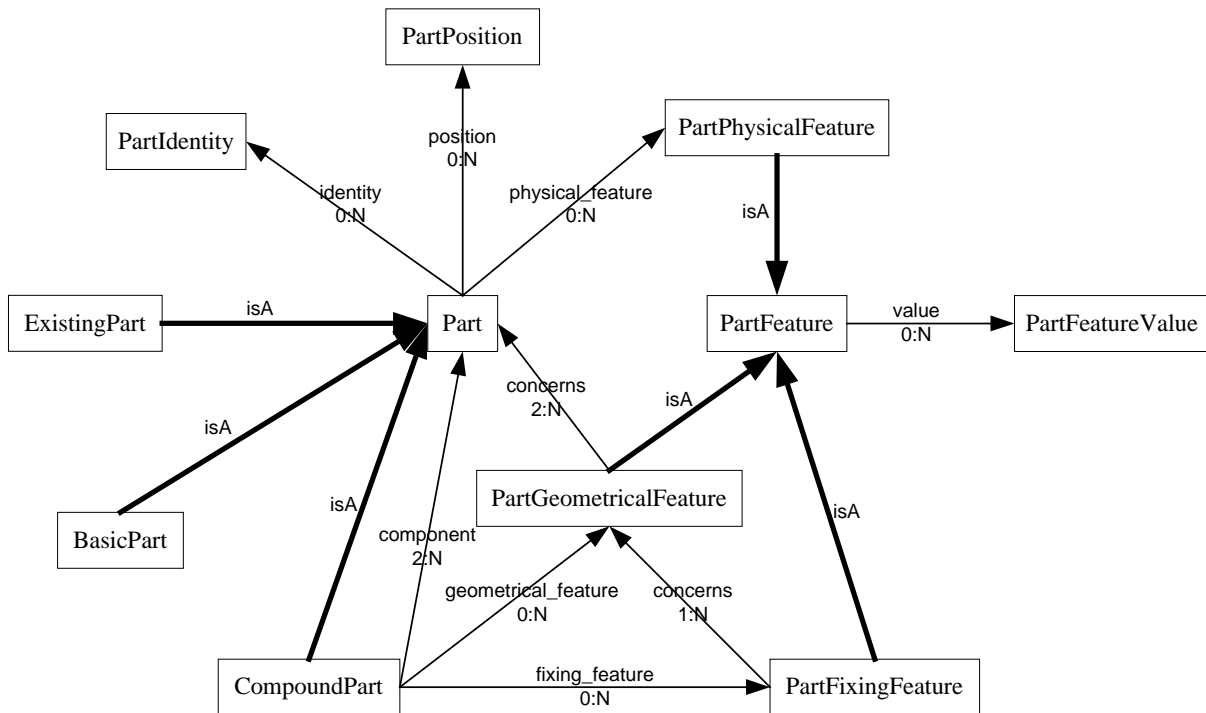 PartPosition
PartPhysicalFeature
PartIdentity
position
0:N
identity
0:N
physical_feature
0:N
isA
ExistingPart
isA
Part
PartFeature
value
0:N
PartFeatureValue
concerns
2:N
isA
isA
PartGeometricalFeature
isA
isA
BasicPart
component
2:N
geometrical_feature
0:N
concerns
1:N
CompoundPart
fixing_feature
0:N
PartFixingFeature